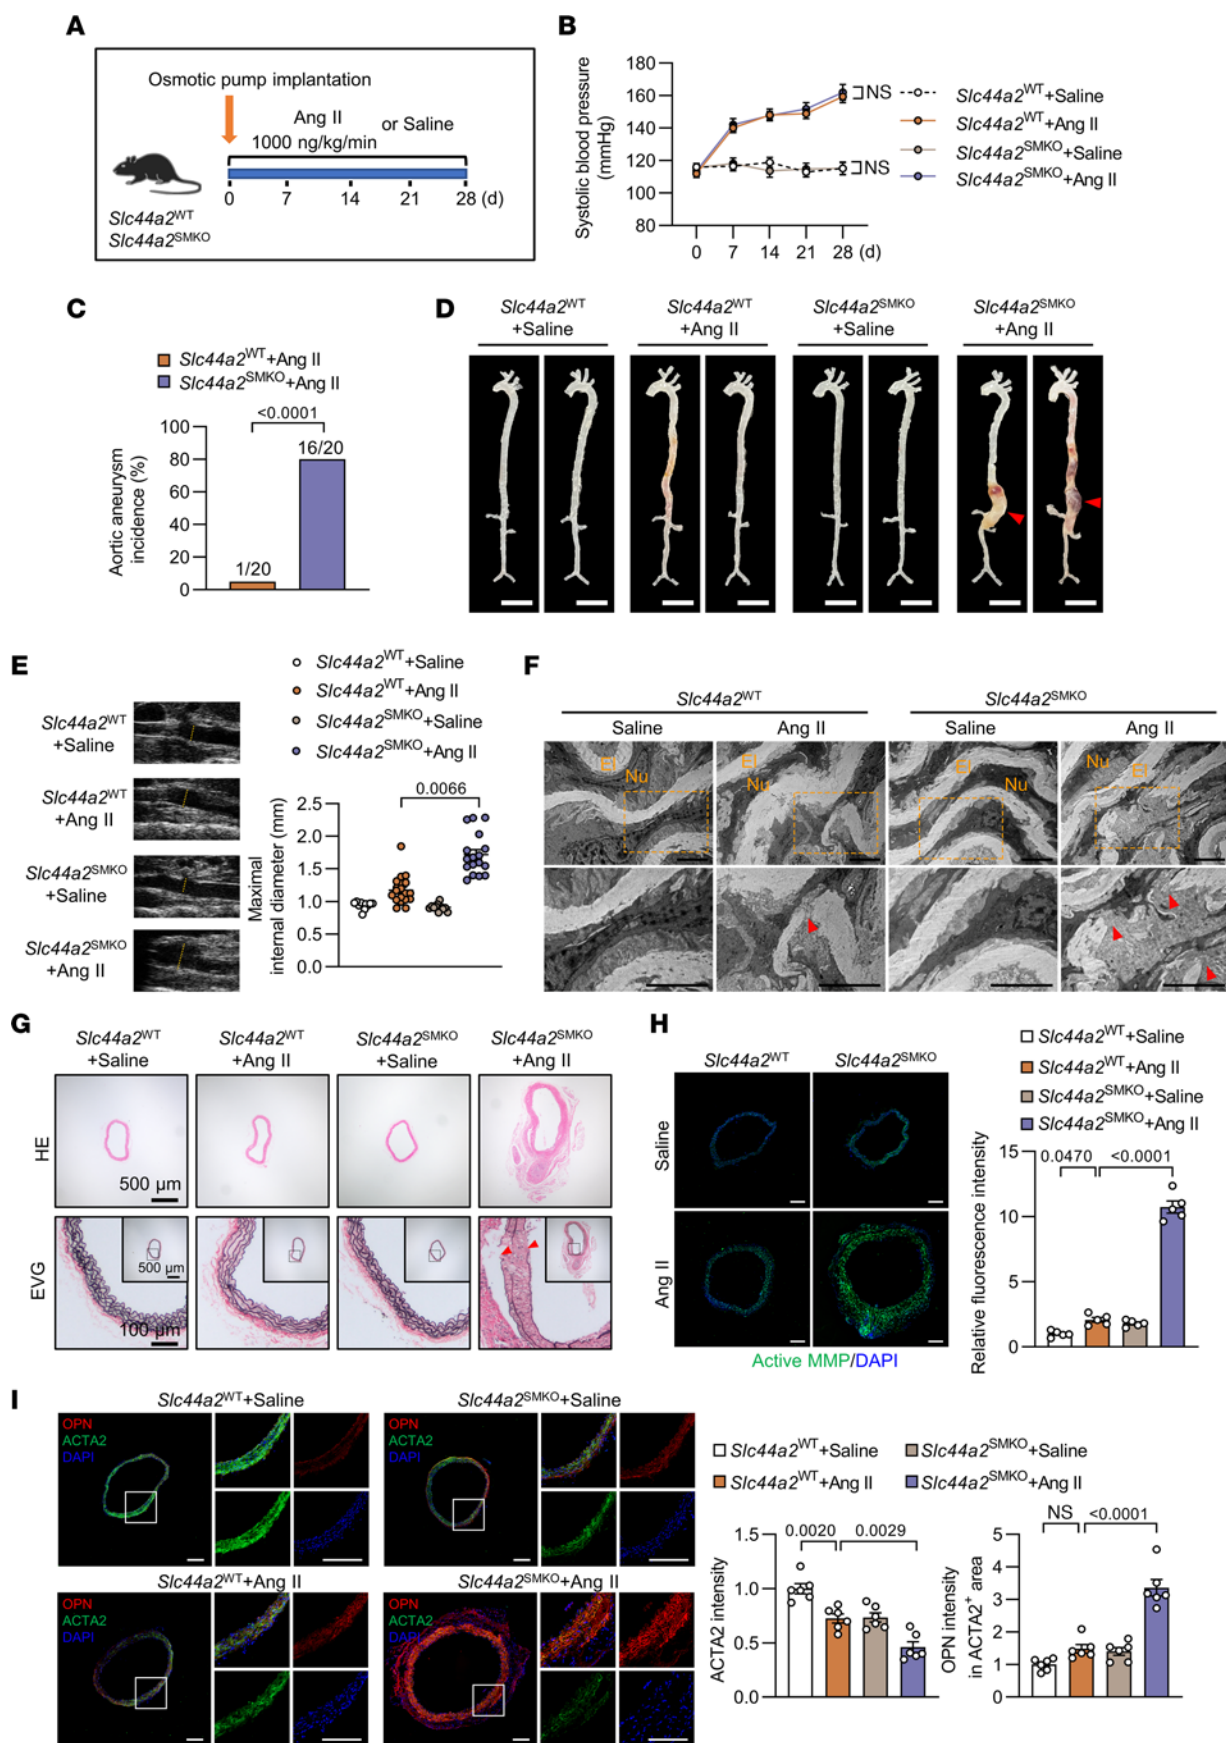 A
Osmotic pump implantation
Ang II
1000 ng/kg/min
or Saline
0 7 14 21 28 (d)
Slc44a2WT
Slc44a2SMKO
B
Systolic blood pressure
(mmHg)
180
160
140
120
100
80
0 7 14 21 28 (d)
NS
NS
Slc44a2WT+Saline
Slc44a2WT+Ang II
Slc44a2SMKO+Saline
Slc44a2SMKO+Ang II
C
Slc44a2WT+Ang II
Slc44a2SMKO+Ang II
Aortic aneurysm
incidence (%)
<0.0001
100
80
60
40
20
0
1/20
16/20
D
Slc44a2WT
+Saline
Slc44a2WT
+Ang II
Slc44a2SMKO
+Saline
Slc44a2SMKO
+Ang II
E
Slc44a2WT
+Saline
Slc44a2WT
+Ang II
Slc44a2SMKO
+Saline
Slc44a2SMKO
+Ang II
Slc44a2WT+Saline
Slc44a2WT+Ang II
Slc44a2SMKO+Saline
Slc44a2SMKO+Ang II
Maximal
internal diameter (mm)
0.0066
2.5
2.0
1.5
1.0
0.5
0.0
F
Slc44a2WT
Slc44a2SMKO
Saline
Ang II
Saline
Ang II
El
Nu
El
Nu
El
Nu
Nu
El
G
Slc44a2WT
+Saline
Slc44a2WT
+Ang II
Slc44a2SMKO
+Saline
Slc44a2SMKO
+Ang II
HE
500 µm
EVG
500 µm
100 µm
H
Slc44a2WT
Slc44a2SMKO
Saline
Ang II
Active MMP/DAPI
Slc44a2WT+Saline
Slc44a2WT+Ang II
Slc44a2SMKO+Saline
Slc44a2SMKO+Ang II
Relative fluorescence intensity
0.0470
<0.0001
15
10
5
0
I
Slc44a2WT+Saline
OPN
ACTA2
DAPI
Slc44a2SMKO+Saline
OPN
ACTA2
DAPI
Slc44a2WT+Ang II
OPN
ACTA2
DAPI
Slc44a2SMKO+Ang II
OPN
ACTA2
DAPI
Slc44a2WT+Saline
Slc44a2WT+Ang II
Slc44a2SMKO+Saline
Slc44a2SMKO+Ang II
ACTA2 intensity
0.0020
0.0029
1.5
1.0
0.5
0.0
OPN intensity
in ACTA2+ area
NS
<0.0001
5
4
3
2
1
0